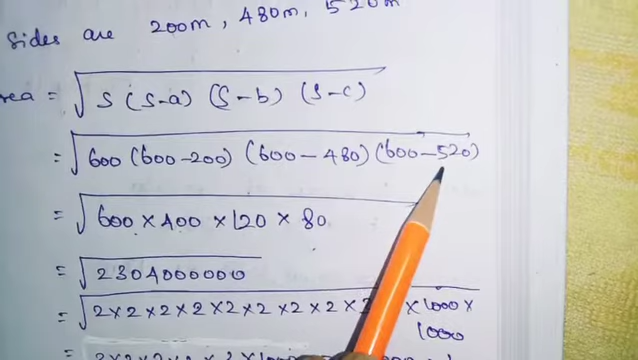 Sides are 200m, 480m, 520m
rea = √S(S-a) (S-b) (S-c)
= √600 (600-200) (600-480) (600-520)
= √600 × 400 × 120 × 80
= √2304000000
= √2×2×2×2×2×2×2×2× ×1000×
1000
=